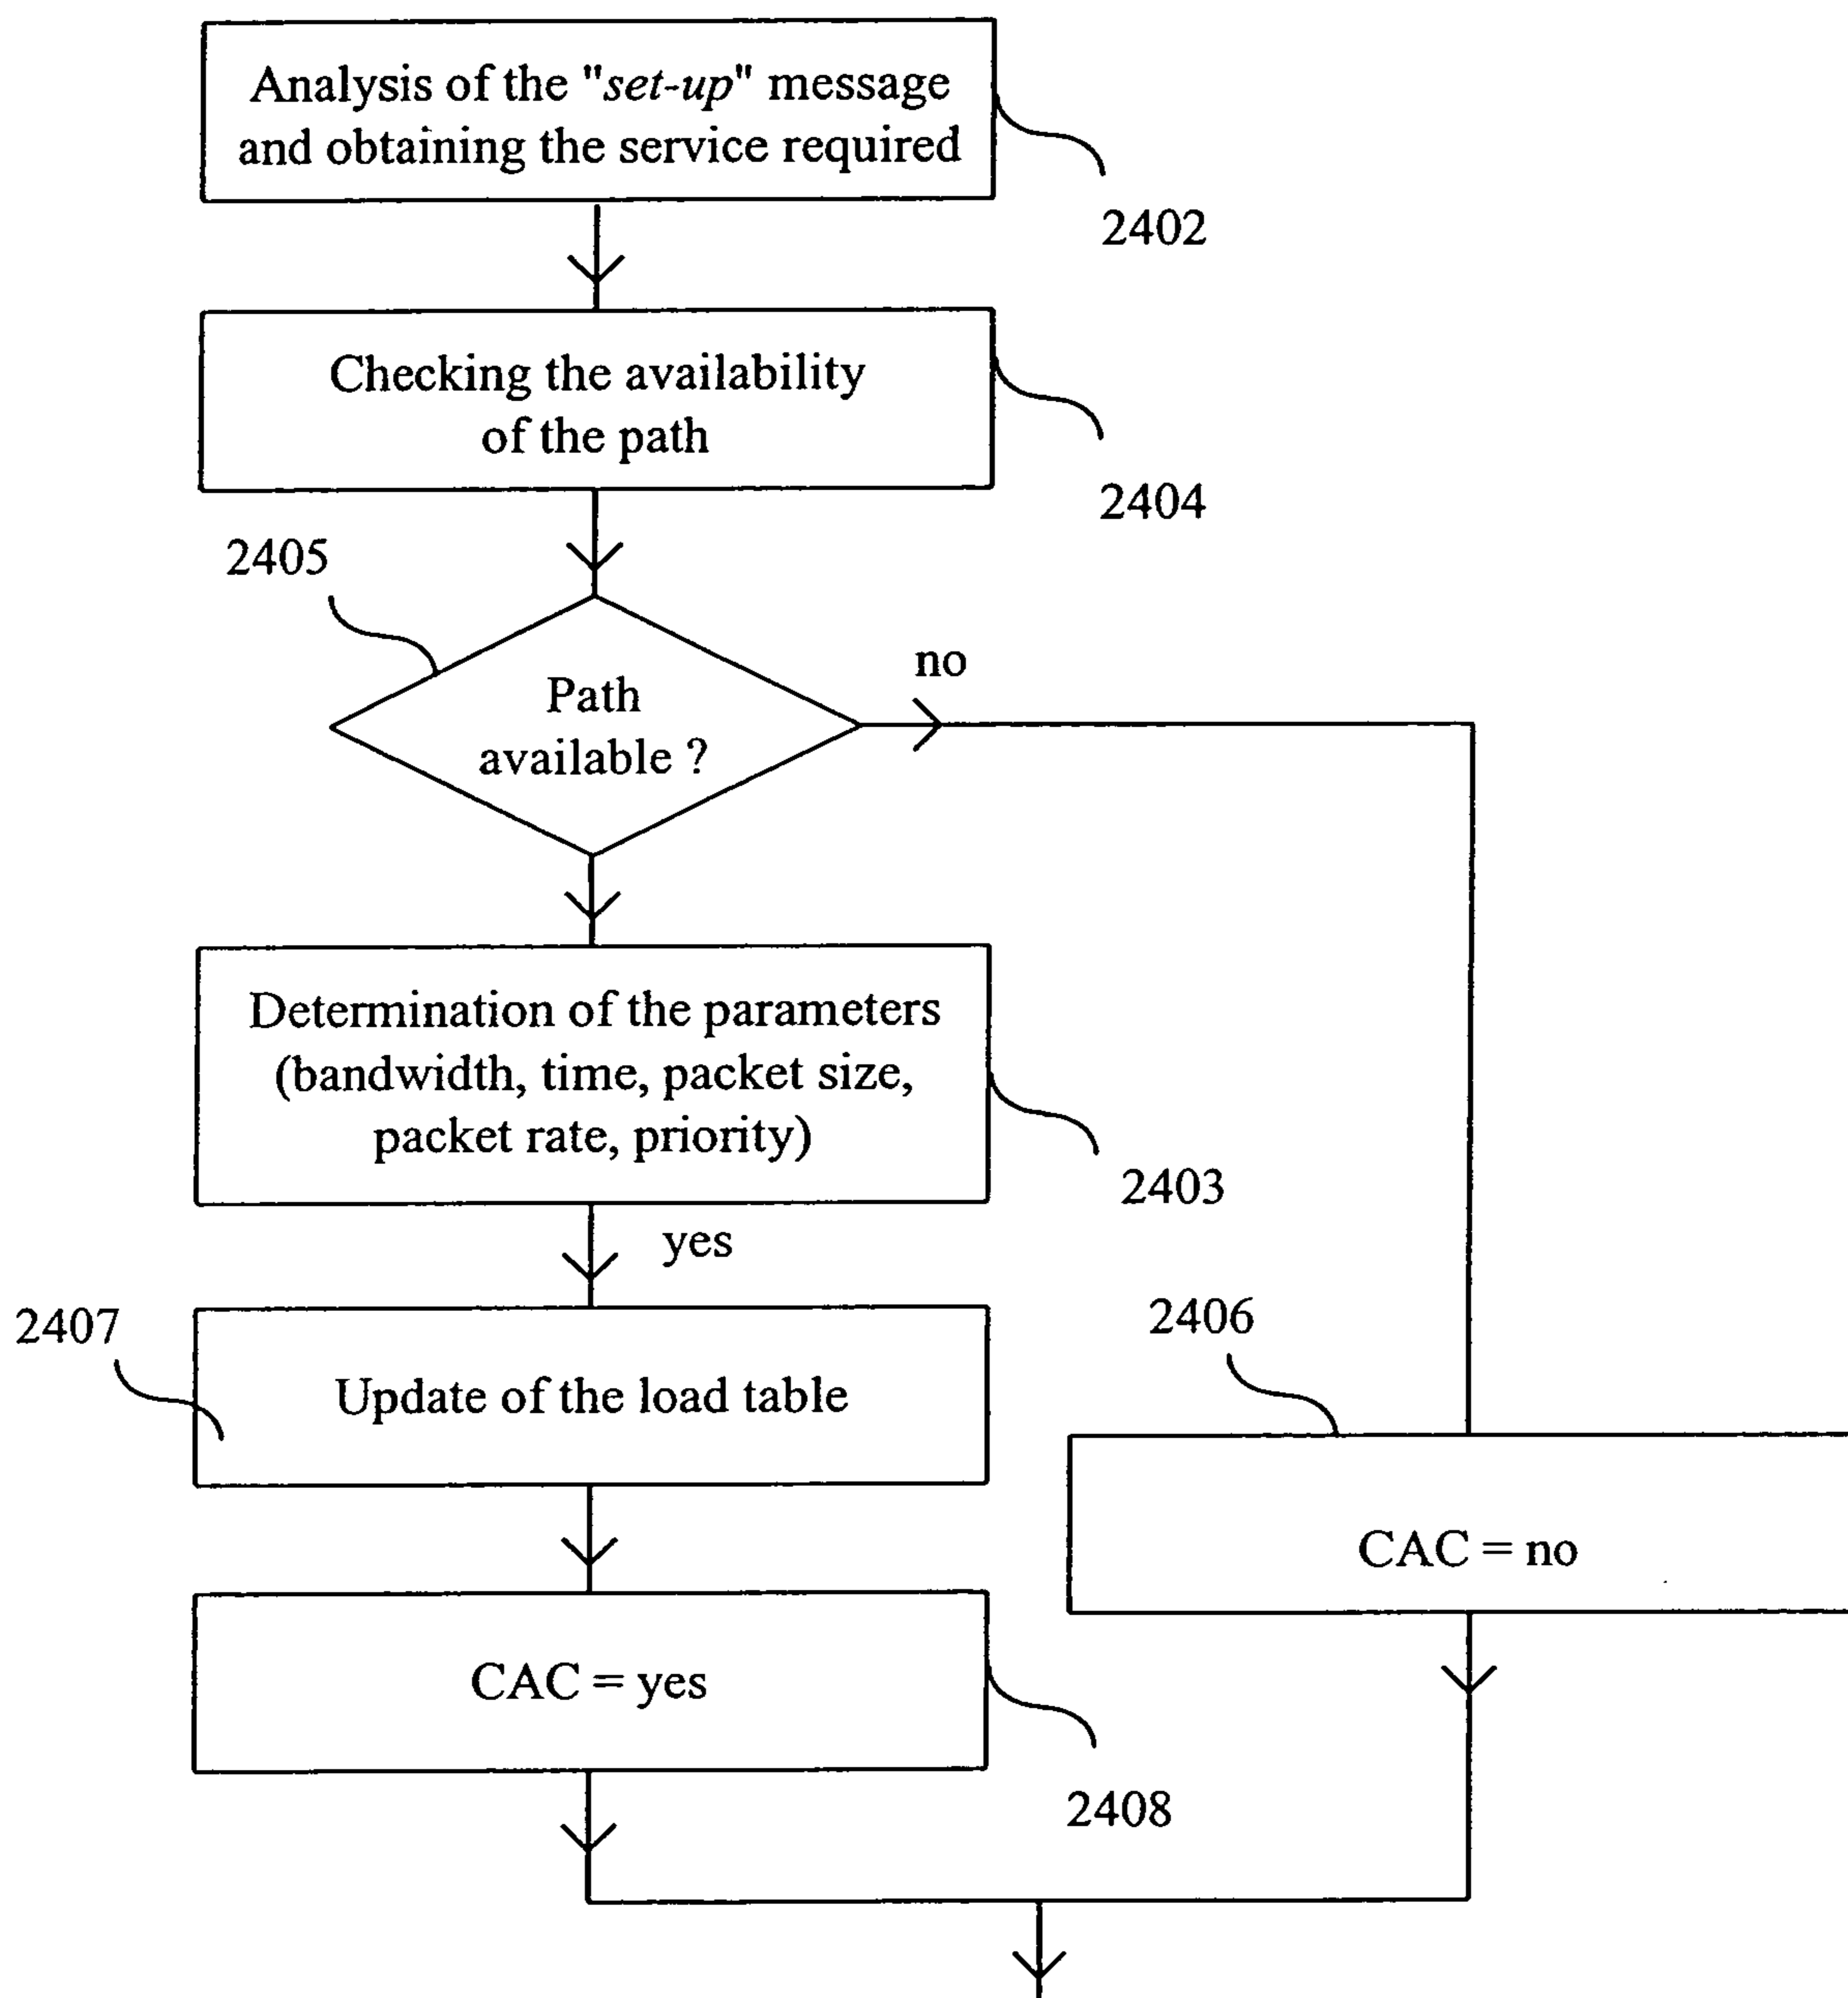 Analysis of the "set-up" message
and obtaining the service required
2402
Checking the availability
of the path
2404
2405
Path
available ?
no
Determination of the parameters
(bandwidth, time, packet size,
packet rate, priority)
2403
yes
2407
Update of the load table
2406
CAC = no
CAC = yes
2408